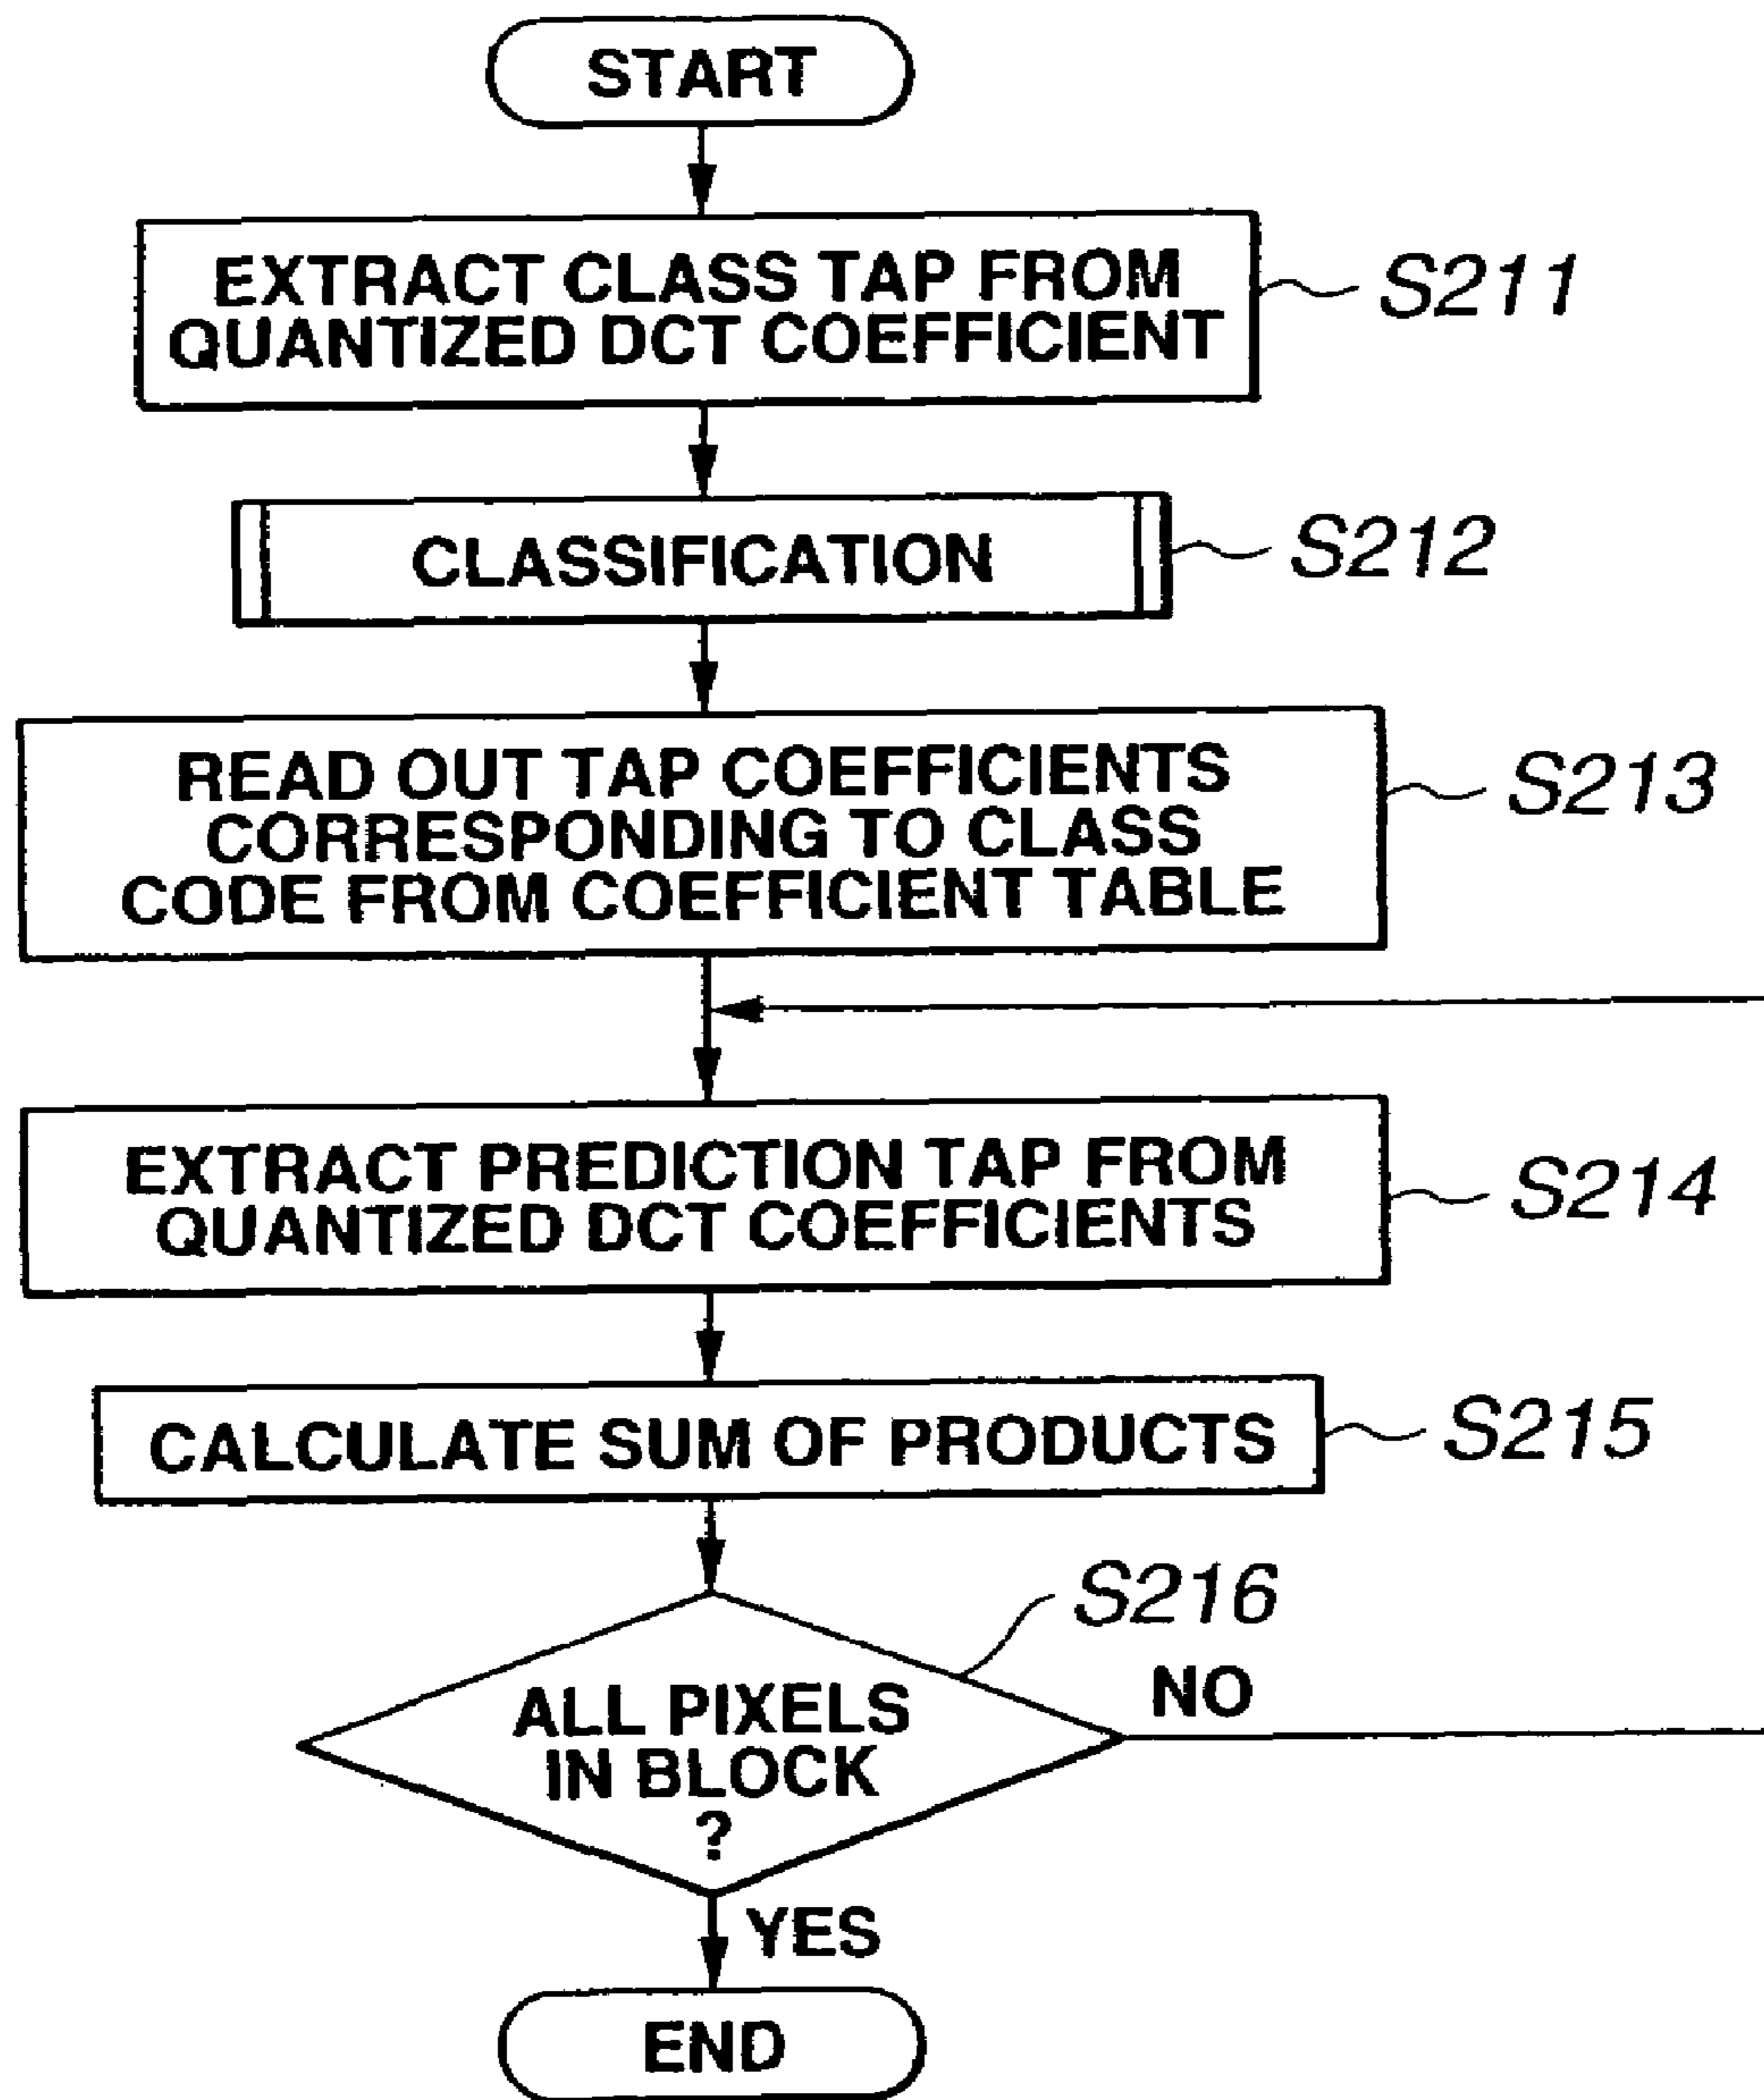 START
EXTRACT CLASS TAP FROM
QUANTIZED DCT COEFFICIENT
S211
CLASSIFICATION
S212
READ OUT TAP COEFFICIENTS
CORRESPONDING TO CLASS
CODE FROM COEFFICIENT TABLE
S213
EXTRACT PREDICTION TAP FROM
QUANTIZED DCT COEFFICIENTS
S214
CALCULATE SUM OF PRODUCTS
S215
S216
ALL PIXELS
IN BLOCK
?
NO
YES
END